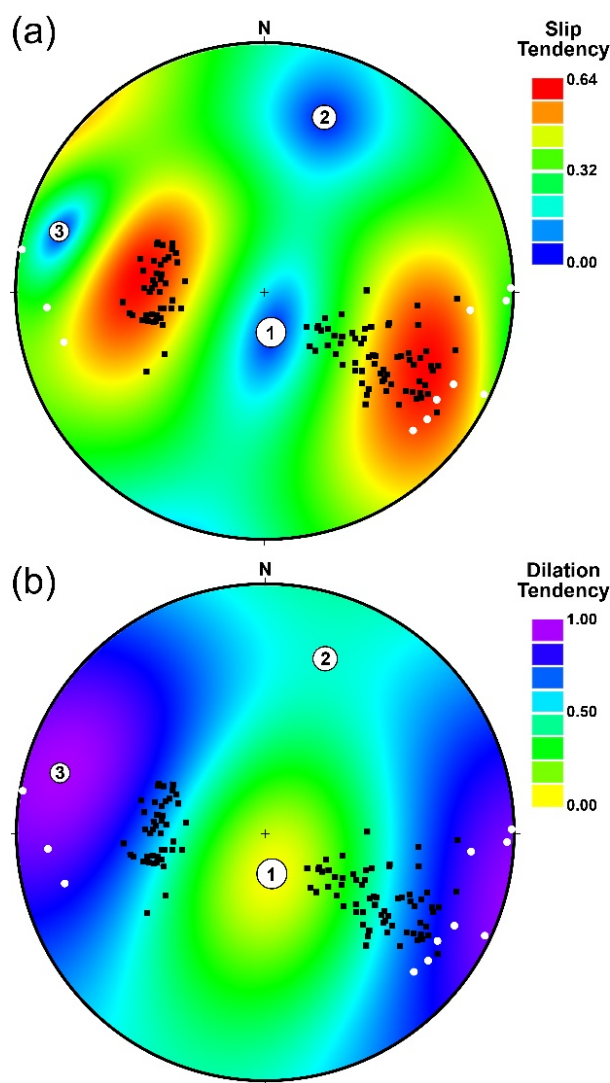 (a)
N
Slip
Tendency
0.64
0.32
0.00
2
3
1
(b)
N
Dilation
Tendency
1.00
0.50
0.00
2
3
1